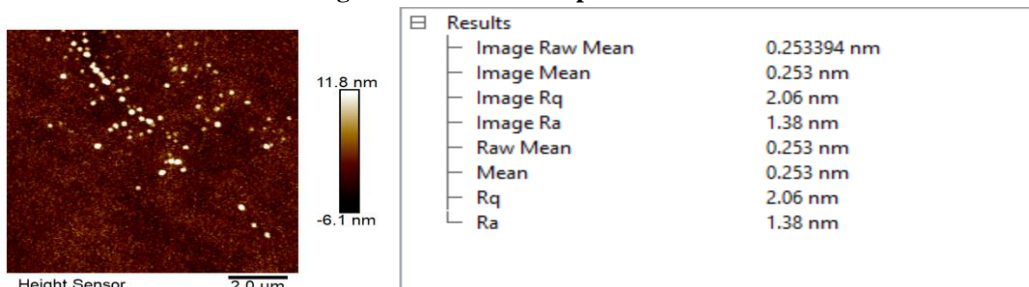 Results
Image Raw Mean 0.253394 nm
Image Mean 0.253 nm
Image Rq 2.06 nm
Image Ra 1.38 nm
Raw Mean 0.253 nm
Mean 0.253 nm
Rq 2.06 nm
Ra 1.38 nm
11.8 nm
-6.1 nm
Height Sensor
2.0 µm